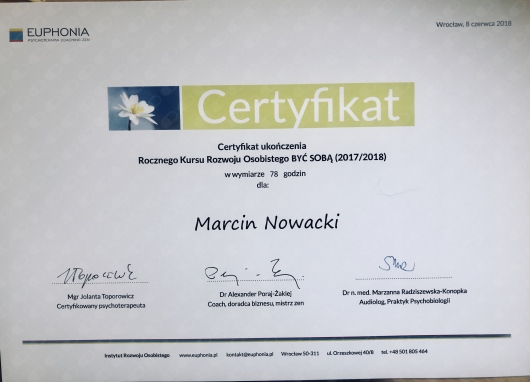 EUPHONIA
PSYCHOTERAPIA COACHING ZEN
Wrocław, 8 czerwca 2018
Certyfikat
Certyfikat ukończenia
Rocznego Kursu Rozwoju Osobistego BYĆ SOBĄ (2017/2018)
w wymiarze 78 godzin
dla:
Marcin Nowacki
Mgr Jolanta Toporowicz
Certyfikowany psychoterapeuta
Dr Alexander Poraj-Żakiej
Coach, doradca biznesu, mistrz zen
Dr n. med. Marzanna Radziszewska-Konopka
Audiolog, Praktyk Psychobiologii
Instytut Rozwoju Osobistego www.euphonia.pl kontakt@euphonia.pl Wrocław 50-311 ul. Orzeszkowej 40/8 tel. +48 501 805 464